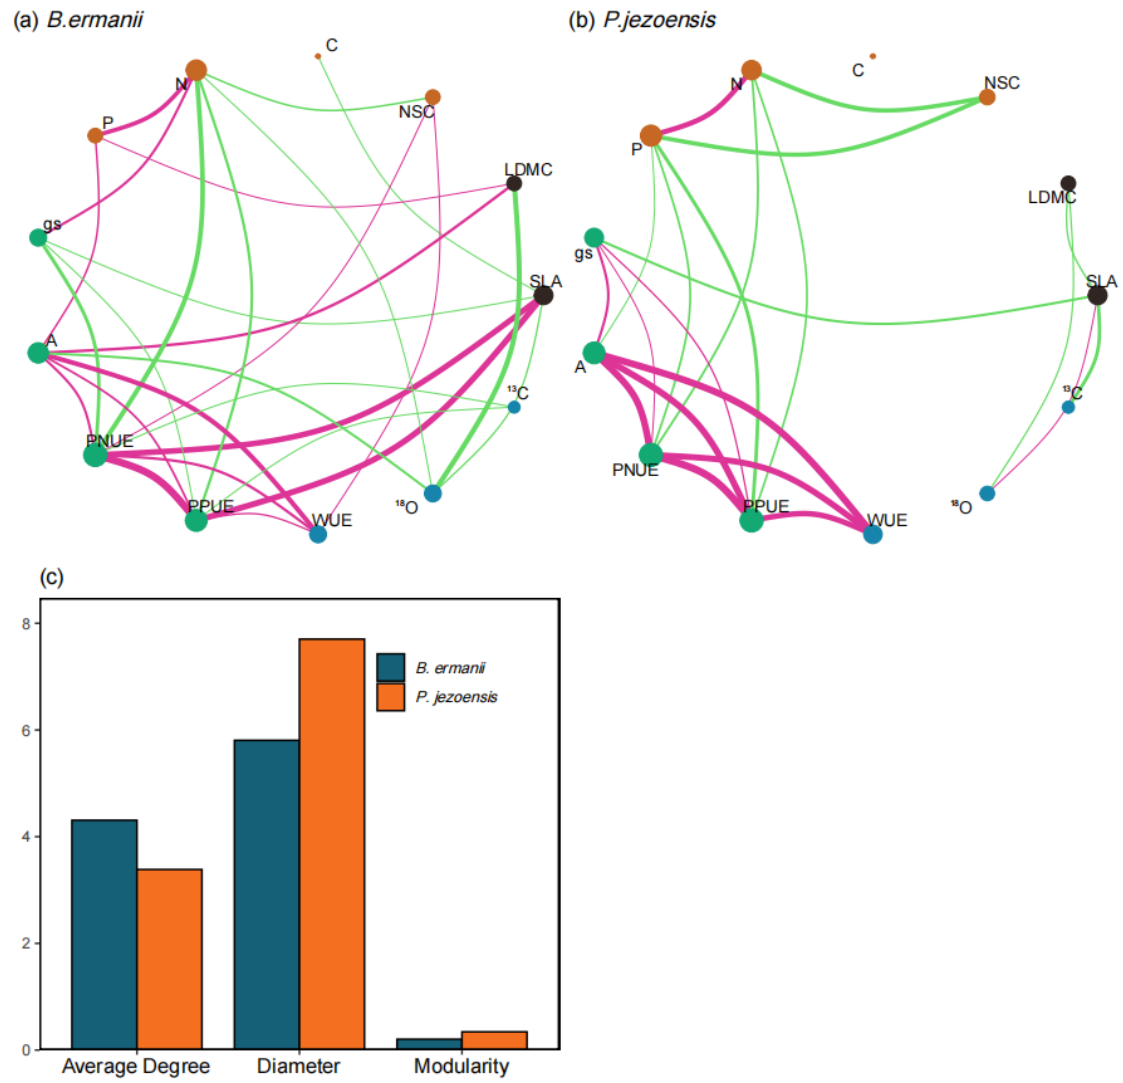 (a) B.ermanii
(b) P.jezoensis
C
N
NSC
P
LDMC
gs
SLA
A
¹³C
PNUE
¹⁸O
PPUE
WUE
C
N
NSC
P
LDMC
gs
SLA
A
¹³C
PNUE
¹⁸O
PPUE
WUE
(c)
8
6
4
2
0
B. ermanii
P. jezoensis
Average Degree
Diameter
Modularity